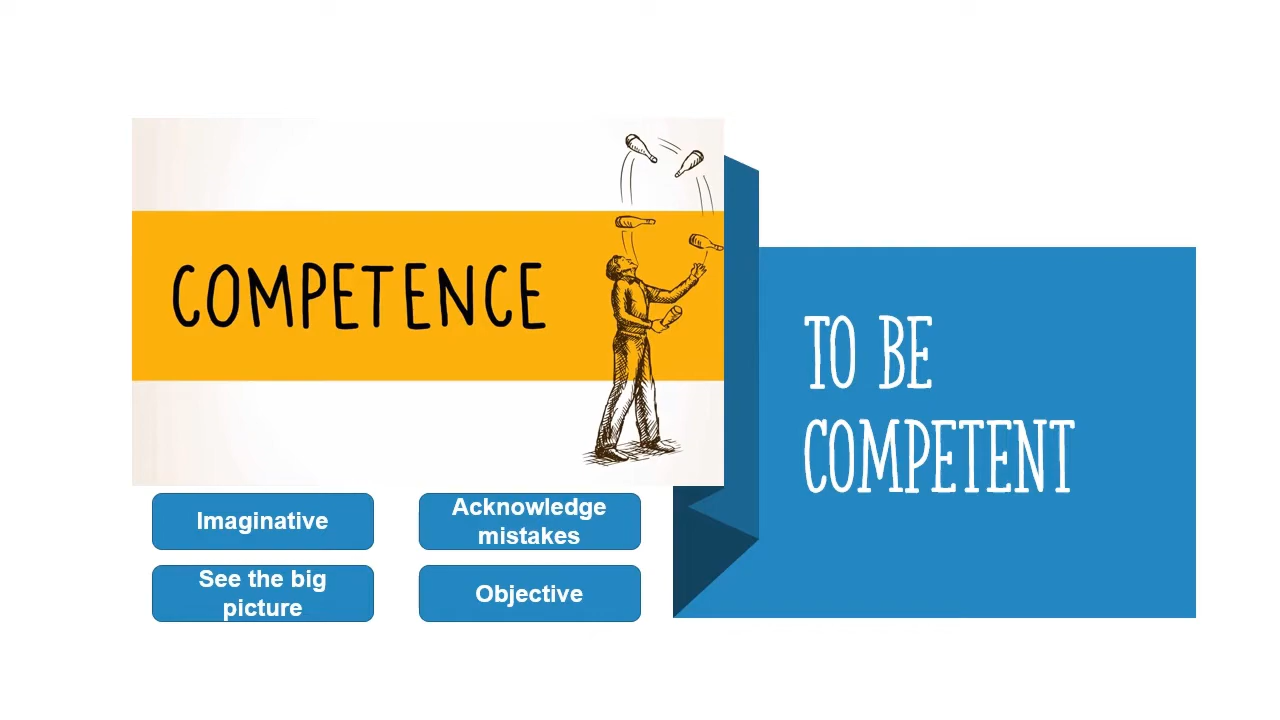 COMPETENCE
TO BE
COMPETENT
Imaginative
Acknowledge
mistakes
See the big
picture
Objective